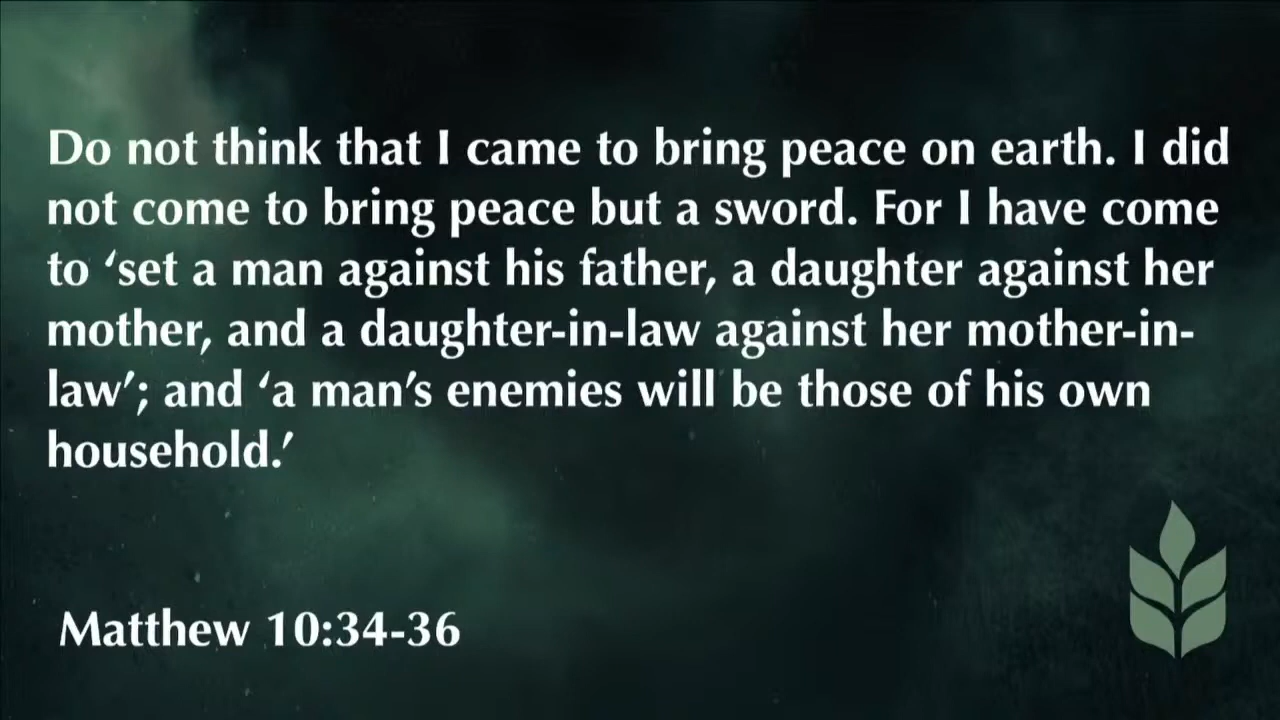 Do not think that I came to bring peace on earth. I did
not come to bring peace but a sword. For I have come
to ‘set a man against his father, a daughter against her
mother, and a daughter-in-law against her mother-in-
law’; and ‘a man’s enemies will be those of his own
household.’
Matthew 10:34-36